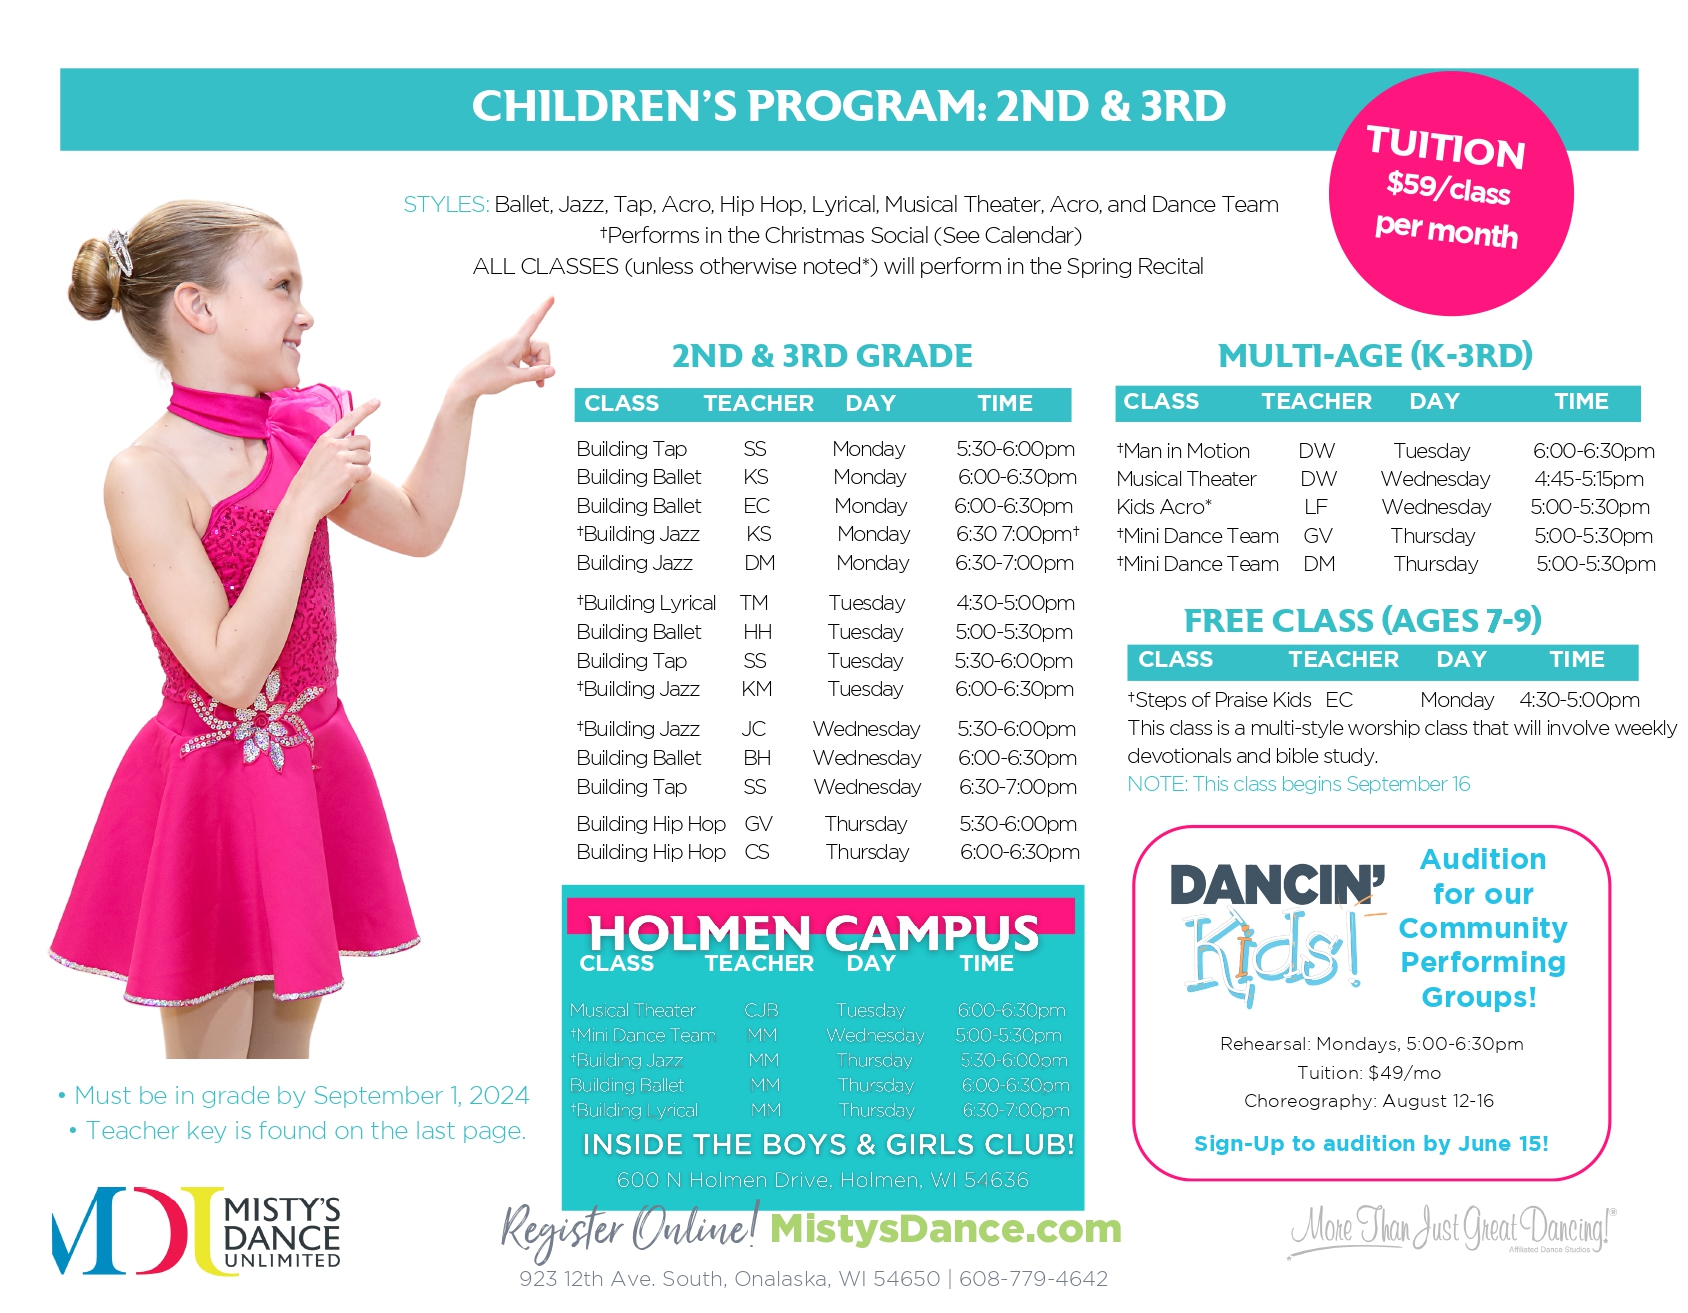 CHILDREN'S PROGRAM: 2ND & 3RD
TUITION
$59/class
per month
STYLES: Ballet, Jazz, Tap, Acro, Hip Hop, Lyrical, Musical Theater, Acro, and Dance Team
†Performs in the Christmas Social (See Calendar)
ALL CLASSES (unless otherwise noted*) will perform in the Spring Recital
2ND & 3RD GRADE
CLASS TEACHER DAY TIME
Building Tap SS Monday 5:30-6:00pm
Building Ballet KS Monday 6:00-6:30pm
Building Ballet EC Monday 6:00-6:30pm
†Building Jazz KS Monday 6:30 7:00pm†
Building Jazz DM Monday 6:30-7:00pm
†Building Lyrical TM Tuesday 4:30-5:00pm
Building Ballet HH Tuesday 5:00-5:30pm
Building Tap SS Tuesday 5:30-6:00pm
†Building Jazz KM Tuesday 6:00-6:30pm
†Building Jazz JC Wednesday 5:30-6:00pm
Building Ballet BH Wednesday 6:00-6:30pm
Building Tap SS Wednesday 6:30-7:00pm
Building Hip Hop GV Thursday 5:30-6:00pm
Building Hip Hop CS Thursday 6:00-6:30pm
HOLMEN CAMPUS
CLASS TEACHER DAY TIME
Musical Theater CJB Tuesday 6:00-6:30pm
†Mini Dance Team MM Wednesday 5:00-5:30pm
†Building Jazz MM Thursday 5:30-6:00pm
Building Ballet MM Thursday 6:00-6:30pm
†Building Lyrical MM Thursday 6:30-7:00pm
INSIDE THE BOYS & GIRLS CLUB!
600 N Holmen Drive, Holmen, WI 54636
MULTI-AGE (K-3RD)
CLASS TEACHER DAY TIME
†Man in Motion DW Tuesday 6:00-6:30pm
Musical Theater DW Wednesday 4:45-5:15pm
Kids Acro* LF Wednesday 5:00-5:30pm
†Mini Dance Team GV Thursday 5:00-5:30pm
†Mini Dance Team DM Thursday 5:00-5:30pm
FREE CLASS (AGES 7-9)
CLASS TEACHER DAY TIME
†Steps of Praise Kids EC Monday 4:30-5:00pm
This class is a multi-style worship class that will involve weekly
devotionals and bible study.
NOTE: This class begins September 16
DANCIN'
Kids!
Audition
for our
Community
Performing
Groups!
Rehearsal: Mondays, 5:00-6:30pm
Tuition: $49/mo
Choreography: August 12-16
Sign-Up to audition by June 15!
• Must be in grade by September 1, 2024
• Teacher key is found on the last page.
MDU
MISTY'S
DANCE
UNLIMITED
Register Online! MistysDance.com
923 12th Ave. South, Onalaska, WI 54650 | 608-779-4642
More Than Just Great Dancing!®
Affiliated Dance Studios